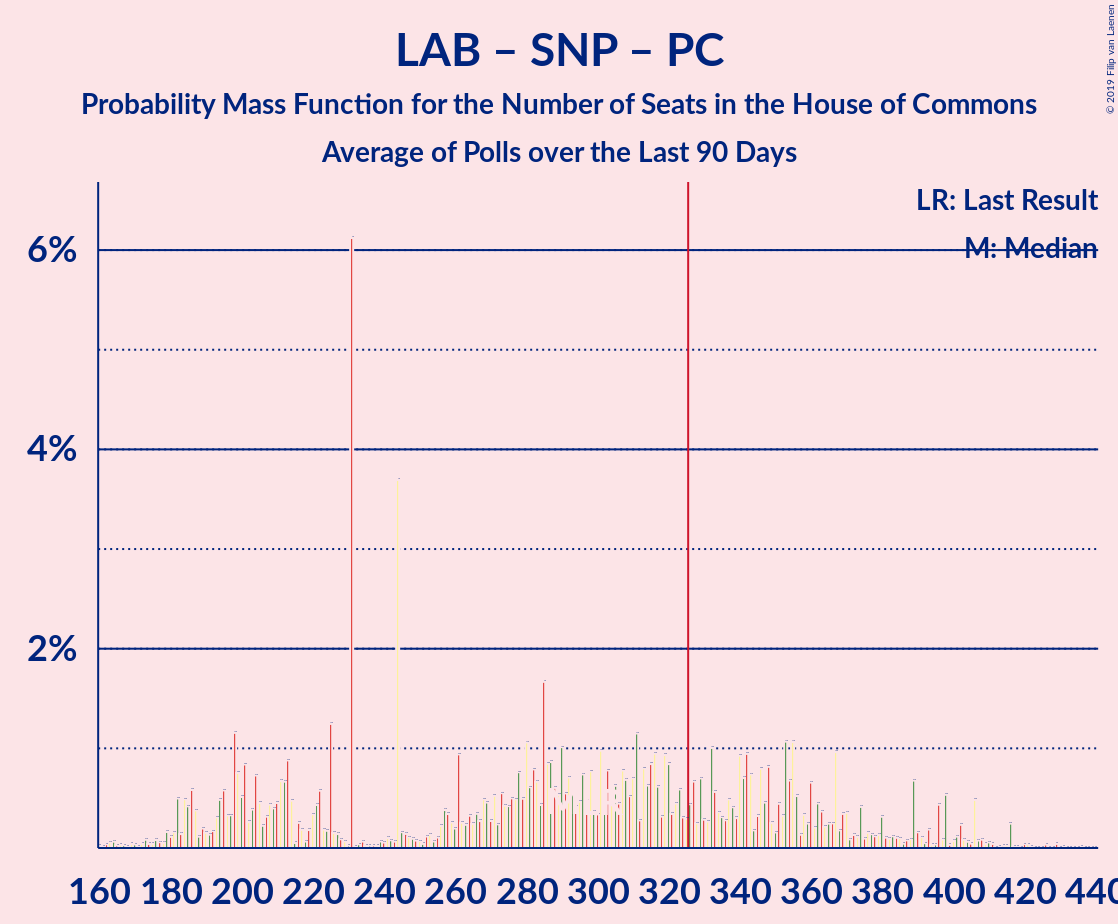 LAB – SNP – PC
Probability Mass Function for the Number of Seats in the House of Commons
Average of Polls over the Last 90 Days
© 2019 Filip van Laenen
LR: Last Result
M: Median
6%
4%
2%
160 180 200 220 240 260 280 300 320 340 360 380 400 420 440